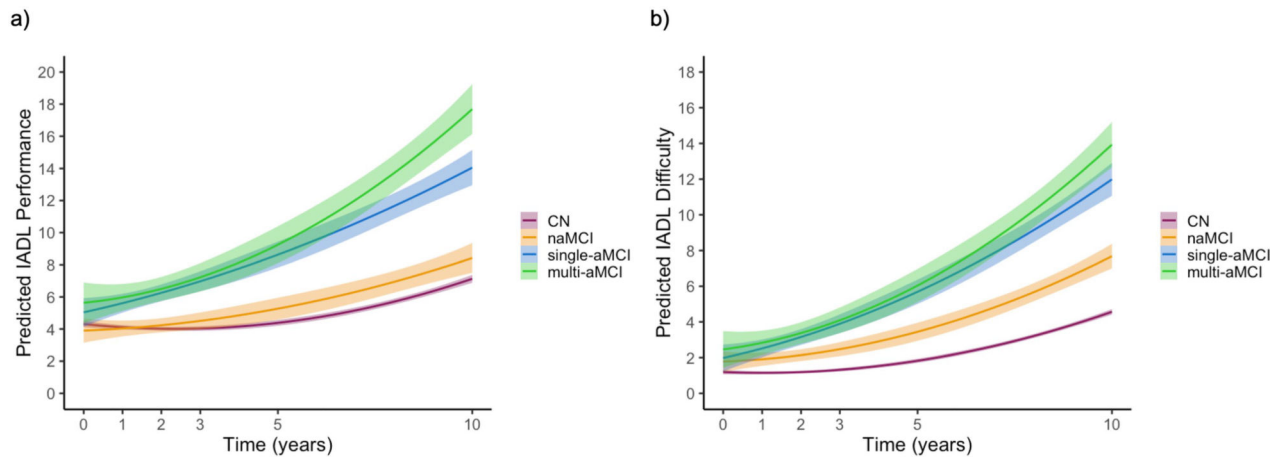 a)
Predicted IADL Performance
20
18
16
14
12
10
8
6
4
2
0
0 1 2 3 5 10
Time (years)
CN
naMCI
single-aMCI
multi-aMCI
b)
Predicted IADL Difficulty
18
16
14
12
10
8
6
4
2
0
0 1 2 3 5 10
Time (years)
CN
naMCI
single-aMCI
multi-aMCI